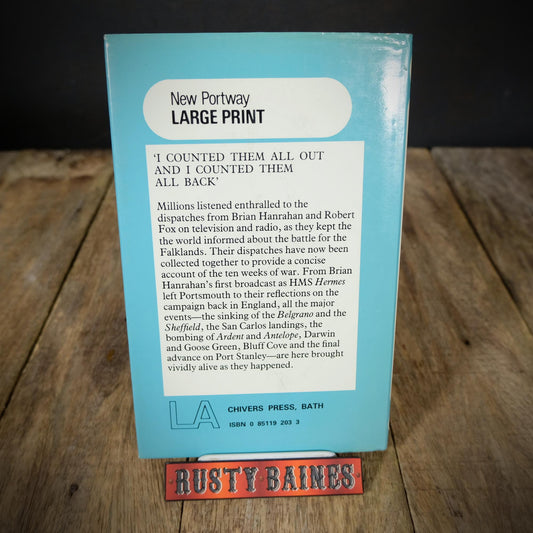 New Portway
LARGE PRINT
‘I COUNTED THEM ALL OUT
AND I COUNTED THEM
ALL BACK’
Millions listened enthralled to the
dispatches from Brian Hanrahan and Robert
Fox on television and radio, as they kept the
the world informed about the battle for the
Falklands. Their dispatches have now been
collected together to provide a concise
account of the ten weeks of war. From Brian
Hanrahan's first broadcast as HMS Hermes
left Portsmouth to their reflections on the
campaign back in England, all the major
events—the sinking of the Belgrano and the
Sheffield, the San Carlos landings, the
bombing of Ardent and Antelope, Darwin
and Goose Green, Bluff Cove and the final
advance on Port Stanley—are here brought
vividly alive as they happened.
LA
CHIVERS PRESS, BATH
ISBN 0 85119 203 3
RUSTY BAINES